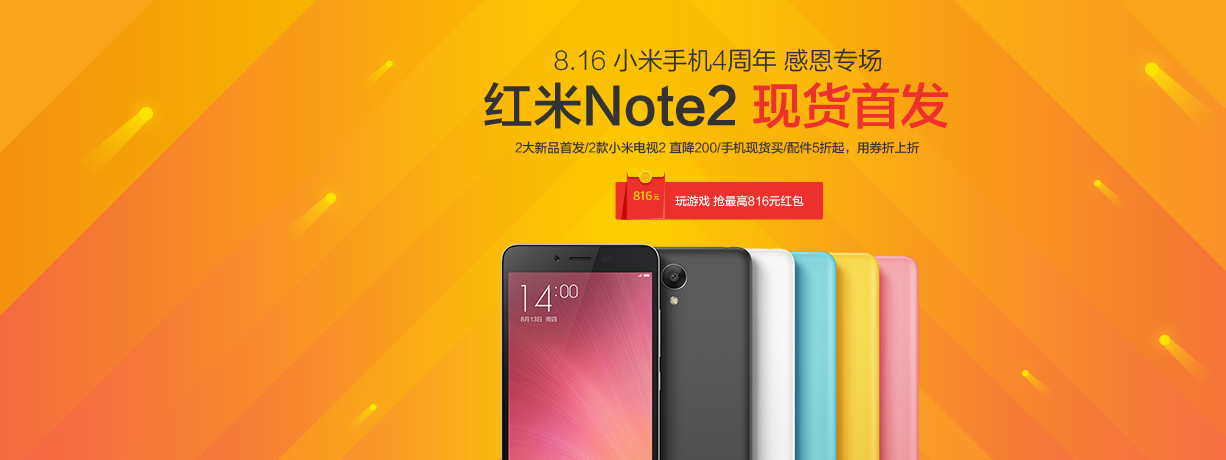 8.16 小米手机4周年 感恩专场
红米Note2 现货首发
2大新品首发/2款小米电视2 直降200/手机现货买/配件5折起，用券折上折
816元
玩游戏 抢最高816元红包
14:00
8月13日 周四